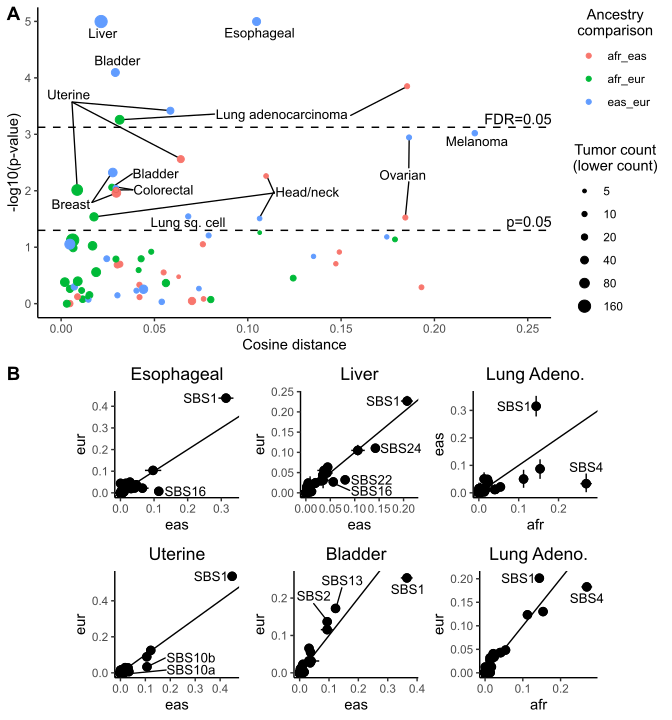 A
5
4
3
2
1
0
-log10(p-value)
0.00
0.05
0.10
0.15
0.20
0.25
Cosine distance
Liver
Esophageal
Bladder
Uterine
Lung adenocarcinoma
FDR=0.05
Melanoma
Ovarian
Bladder
Colorectal
Breast
Head/neck
Lung sq. cell
p=0.05
Ancestry
comparison
afr_eas
afr_eur
eas_eur
Tumor count
(lower count)
5
10
20
40
80
160
B
Esophageal
SBS1
SBS16
0.4
0.3
0.2
0.1
0.0
eur
0.0 0.1 0.2 0.3
eas
Liver
SBS1
SBS24
SBS22
SBS16
0.25
0.20
0.15
0.10
0.05
0.00
eur
0.00 0.05 0.10 0.15 0.20
eas
Lung Adeno.
SBS1
SBS4
0.3
0.2
0.1
0.0
eas
0.0 0.1 0.2
afr
Uterine
SBS1
SBS10b
SBS10a
0.4
0.2
0.0
eur
0.0 0.1 0.2 0.3 0.4
eas
Bladder
SBS13
SBS2
SBS1
0.2
0.1
0.0
eur
0.0 0.1 0.2 0.3 0.4
eas
Lung Adeno.
SBS1
SBS4
0.20
0.15
0.10
0.05
0.00
eur
0.0 0.1 0.2
afr